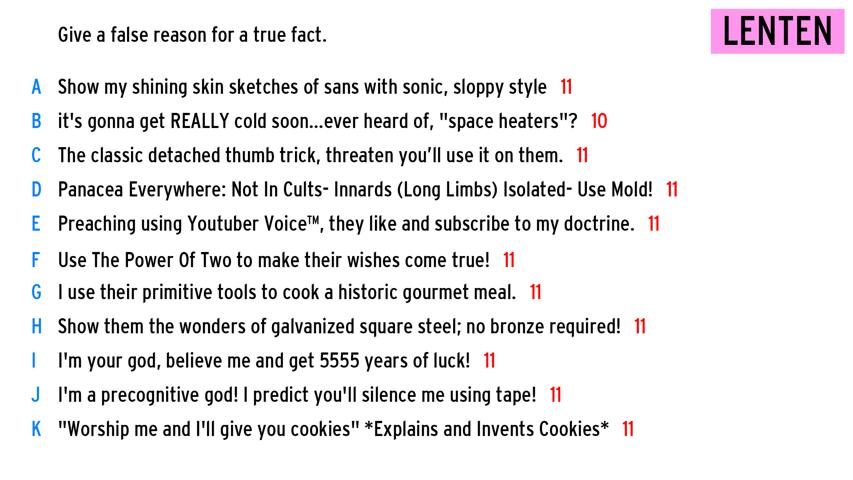 Give a false reason for a true fact.
LENTEN
A Show my shining skin sketches of sans with sonic, sloppy style 11
B it's gonna get REALLY cold soon...ever heard of, "space heaters"? 10
C The classic detached thumb trick, threaten you’ll use it on them. 11
D Panacea Everywhere: Not In Cults- Innards (Long Limbs) Isolated- Use Mold! 11
E Preaching using Youtuber Voice™, they like and subscribe to my doctrine. 11
F Use The Power Of Two to make their wishes come true! 11
G I use their primitive tools to cook a historic gourmet meal. 11
H Show them the wonders of galvanized square steel; no bronze required! 11
I I'm your god, believe me and get 5555 years of luck! 11
J I'm a precognitive god! I predict you'll silence me using tape! 11
K "Worship me and I'll give you cookies" *Explains and Invents Cookies* 11